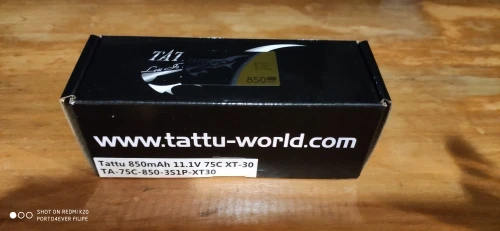 TAT
850
www.tattu-world.com
Tattu 850mAh 11.1V 75C XT-30
TA-75C-850-3S1P-XT30
SHOT ON REDMI K20
PORTO4EVER FILIPE